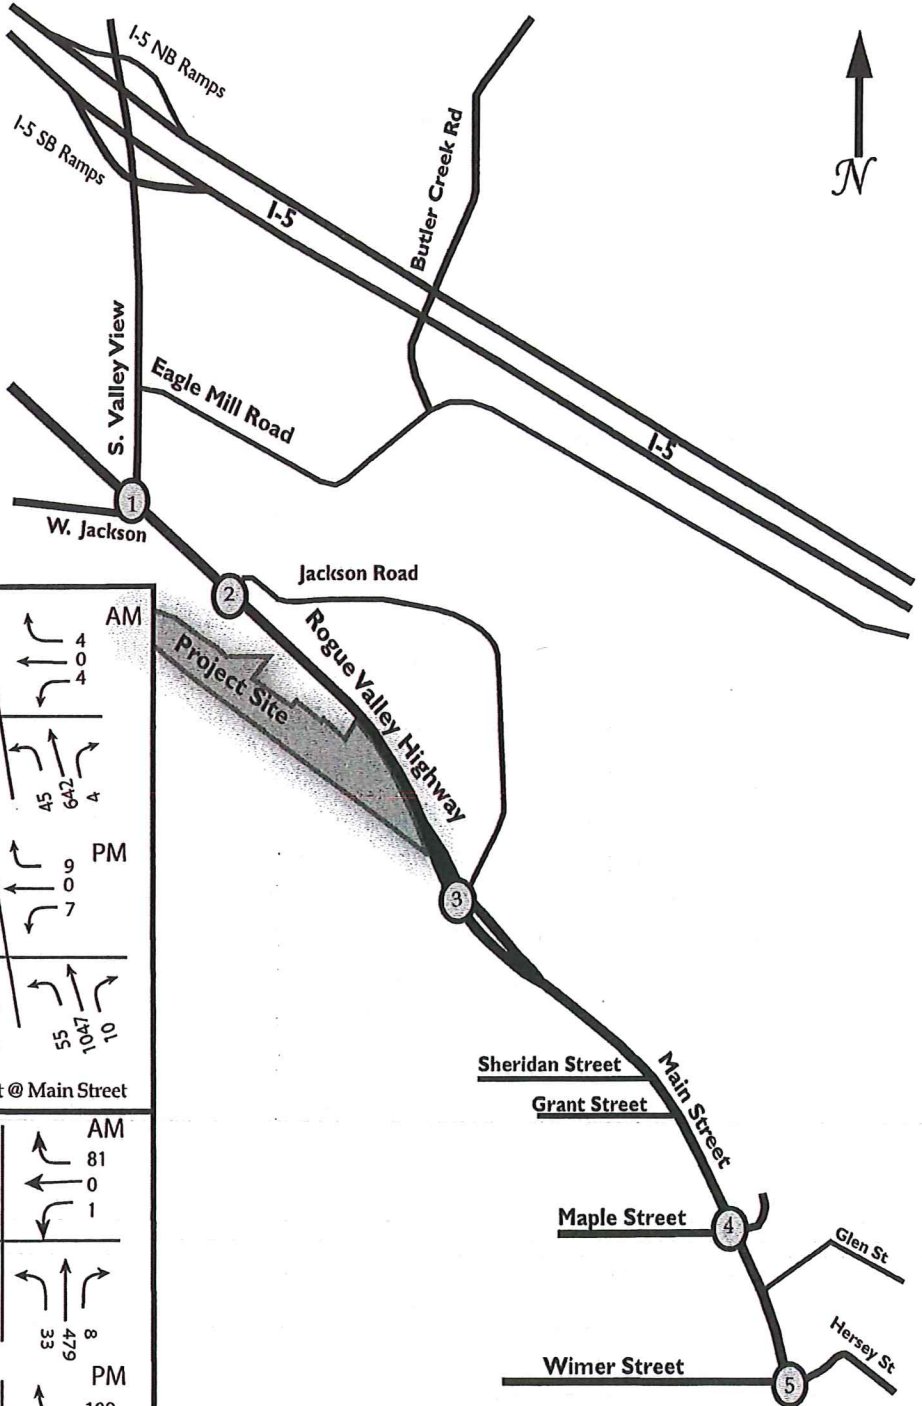 I-5 NB Ramps
I-5 SB Ramps
Butler Creek Rd
N
I-5
S. Valley View
Eagle Mill Road
I-5
1
W. Jackson
2
Jackson Road
Rogue Valley Highway
Project Site
AM
4
0
4
45
642
4
PM
9
0
7
55
1047
10
3
Sheridan Street
Main Street
Grant Street
t @ Main Street
AM
81
0
1
33
479
8
PM
Maple Street
4
Glen St
Hersey St
Wimer Street
5